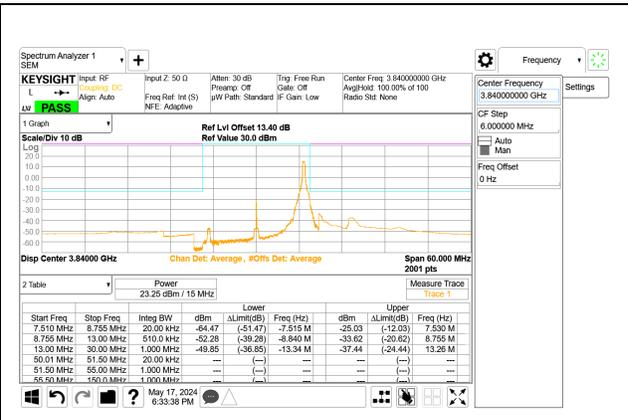 Spectrum Analyzer 1
SEM
Frequency
KEYSIGHT
Input: RF
Coupling: DC
Align: Auto
Input Z: 50 Ω
Freq Ref: Int (S)
NFE: Adaptive
Atten: 30 dB
Preamp: Off
µW Path: Standard
Trig: Free Run
Gate: Off
IF Gain: Low
Center Freq: 3.840000000 GHz
Avg|Hold: 100.00% of 100
Radio Std: None
L
LXI PASS
Center Frequency
3.840000000 GHz
Settings
CF Step
6.000000 MHz
Auto
Man
Freq Offset
0 Hz
1 Graph
Scale/Div 10 dB
Ref Lvl Offset 13.40 dB
Ref Value 30.0 dBm
Log
20.0
10.0
0.00
-10.0
-20.0
-30.0
-40.0
-50.0
-60.0
Disp Center 3.84000 GHz
Chan Det: Average, #Offs Det: Average
Span 60.000 MHz
2001 pts
2 Table
Power
23.25 dBm / 15 MHz
Measure Trace
Trace 1
Lower Upper
Start Freq Stop Freq Integ BW dBm ΔLimit(dB) Freq (Hz) dBm ΔLimit(dB) Freq (Hz)
7.510 MHz 8.755 MHz 20.00 kHz -64.47 (-51.47) -7.515 M -25.03 (-12.03) 7.530 M
8.755 MHz 13.00 MHz 510.0 kHz -52.28 (-39.28) -8.840 M -33.62 (-20.62) 8.755 M
13.00 MHz 30.00 MHz 1.000 MHz -49.85 (-36.85) -13.34 M -37.44 (-24.44) 13.26 M
50.01 MHz 51.50 MHz 20.00 kHz --- (---) --- --- (---) ---
51.50 MHz 55.00 MHz 1.000 MHz --- (---) --- --- (---) ---
55.50 MHz 150.0 MHz 1.000 MHz --- (---) --- --- (---) ---
?
May 17, 2024
6:33:38 PM